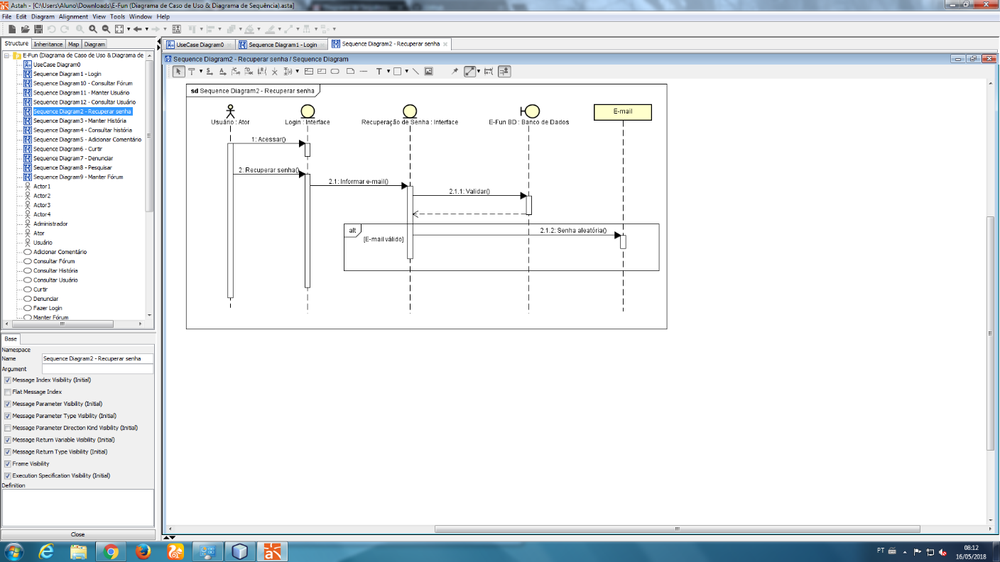 Astah - [C:\Users\Aluno\Downloads\E-Fun (Diagrama de Caso de Uso & Diagrama de Sequência).asta]
File Edit Diagram Alignment View Tools Window Help
Structure Inheritance Map Diagram
E-Fun (Diagrama de Caso de Uso & Diagrama de
UseCase Diagram0
Sequence Diagram1 - Login
Sequence Diagram10 - Consultar Fórum
Sequence Diagram11 - Manter Usuário
Sequence Diagram12 - Consultar Usuário
Sequence Diagram2 - Recuperar senha
Sequence Diagram3 - Manter História
Sequence Diagram4 - Consultar história
Sequence Diagram5 - Adicionar Comentário
Sequence Diagram6 - Curtir
Sequence Diagram7 - Denunciar
Sequence Diagram8 - Pesquisar
Sequence Diagram9 - Manter Fórum
Actor1
Actor2
Actor3
Actor4
Administrador
Ator
Usuário
Adicionar Comentário
Consultar Fórum
Consultar História
Consultar Usuário
Curtir
Denunciar
Fazer Login
Manter Fórum
Base
Namespace
Name Sequence Diagram2 - Recuperar senha
Argument
Message Index Visibility (Initial)
Flat Message Index
Message Parameter Visibility (Initial)
Message Parameter Type Visibility (Initial)
Message Parameter Direction Kind Visibility (Initial)
Message Return Variable Visibility (Initial)
Message Return Type Visibility (Initial)
Frame Visibility
Execution Specification Visibility (Initial)
Definition
Close
UseCase Diagram0 Sequence Diagram1 - Login Sequence Diagram2 - Recuperar senha
Sequence Diagram2 - Recuperar senha / Sequence Diagram
sd Sequence Diagram2 - Recuperar senha
E-mail
Usuário : Ator Login : Interface Recuperação de Senha : Interface E-Fun BD : Banco de Dados
1: Acessar()
2: Recuperar senha()
2.1: Informar e-mail()
2.1.1: Validar()
alt 2.1.2: Senha aleatória()
[E-mail válido]
PT
08:12
16/05/2018